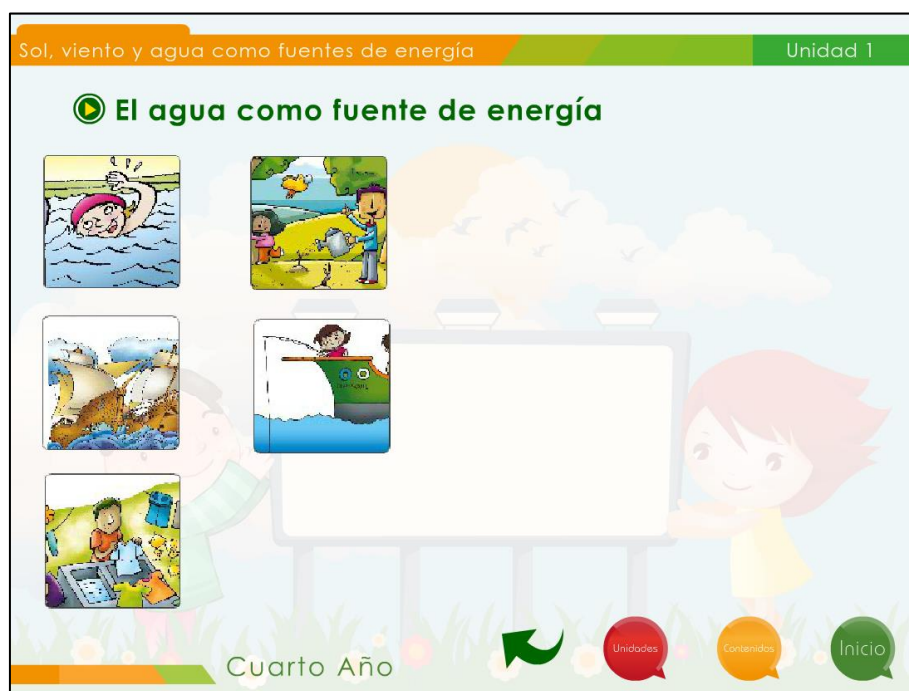 Sol, viento y agua como fuentes de energía
Unidad 1
El agua como fuente de energía
Cuarto Año
Unidades
Contenidos
Inicio